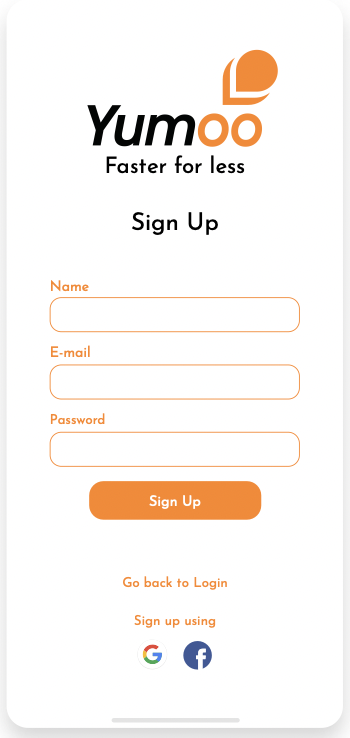 Yumoo
Faster for less
Sign Up
Name
E-mail
Password
Sign Up
Go back to Login
Sign up using